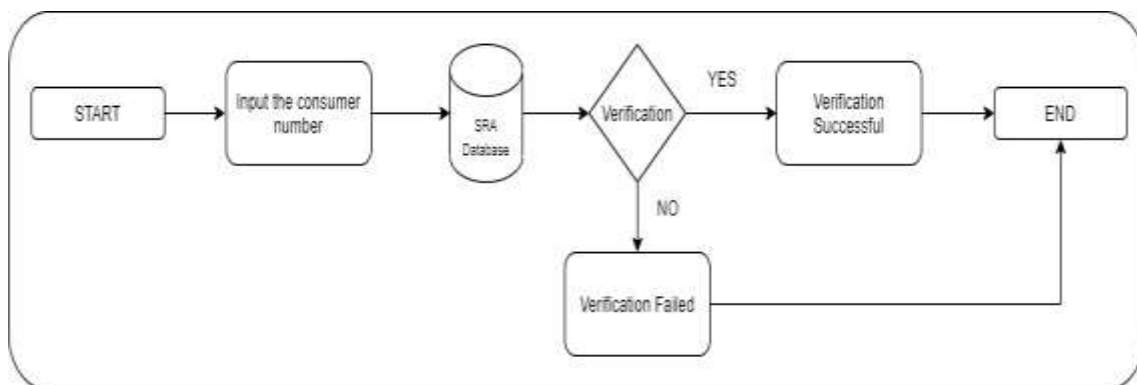 START
Input the consumer
number
SRA
Database
Verification
YES
Verification
Successful
END
NO
Verification Failed